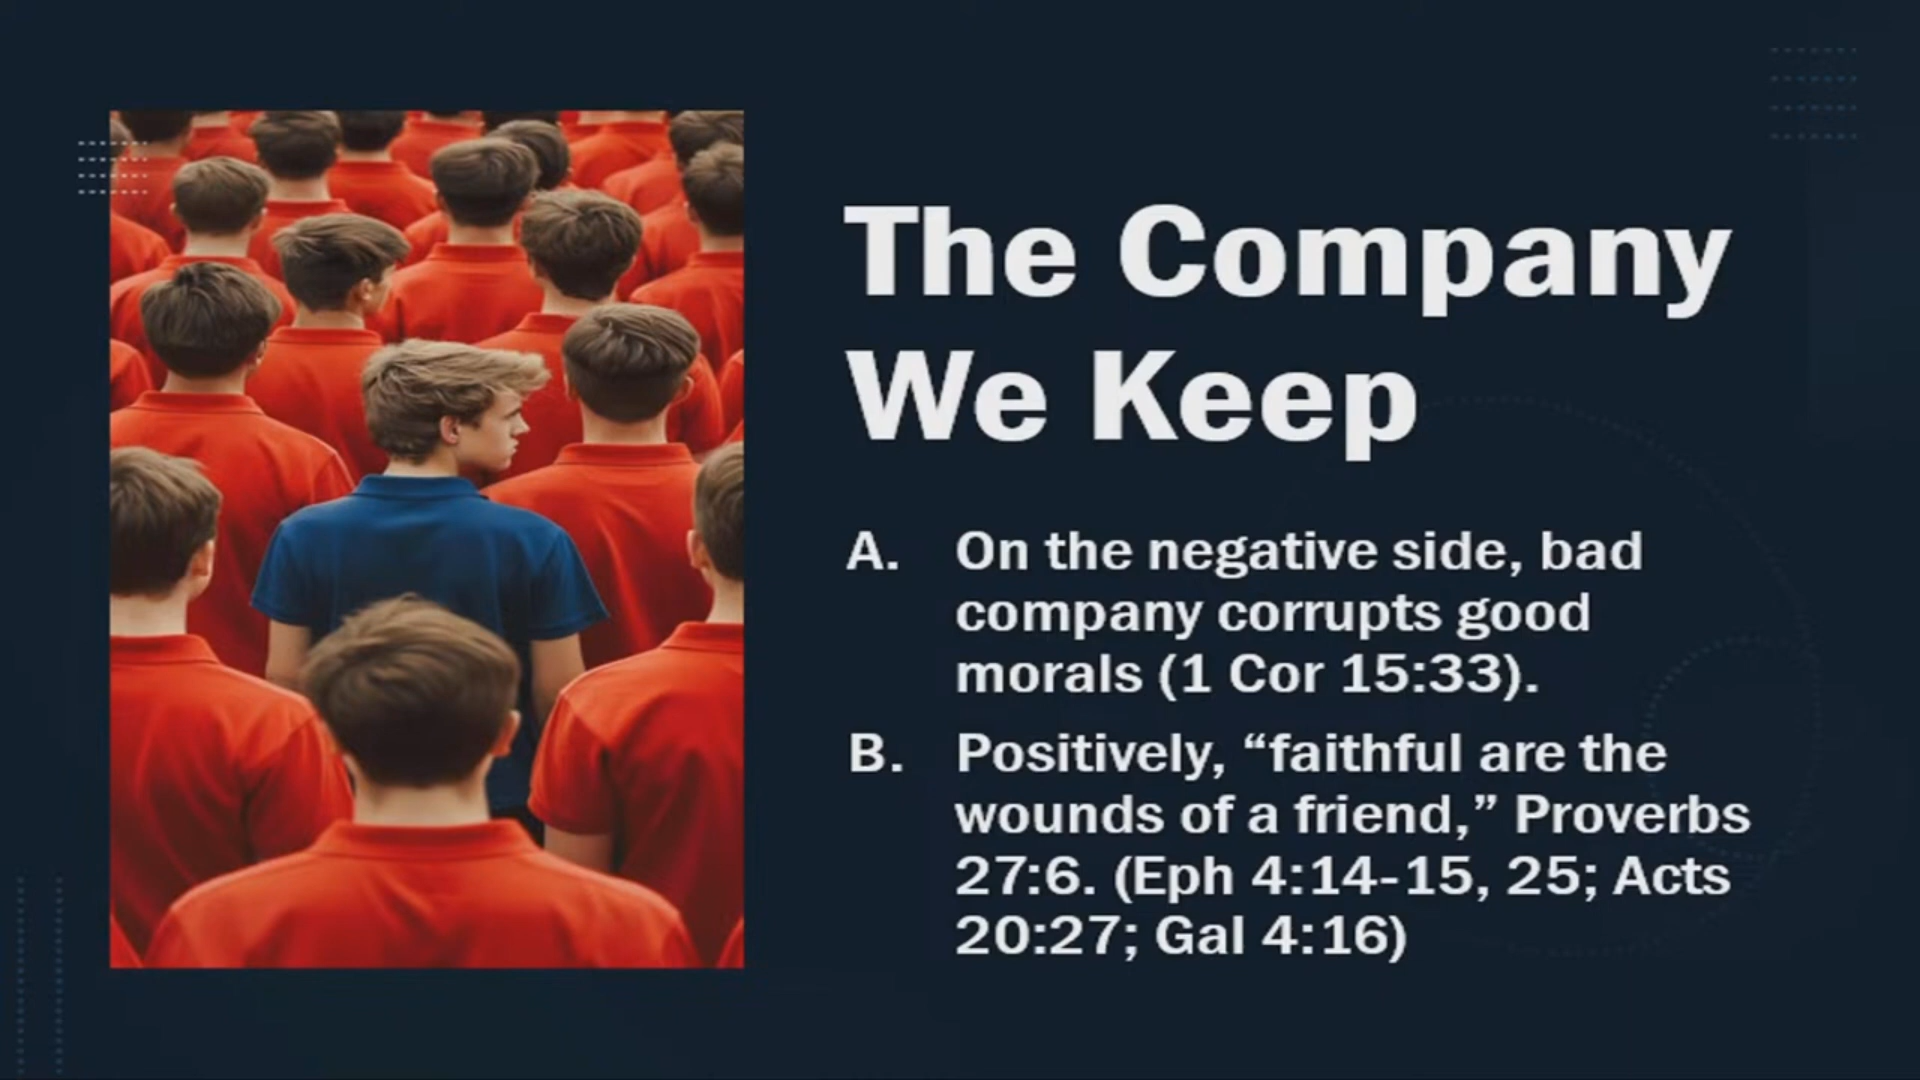 The Company
We Keep
A. On the negative side, bad
company corrupts good
morals (1 Cor 15:33).
B. Positively, “faithful are the
wounds of a friend,” Proverbs
27:6. (Eph 4:14-15, 25; Acts
20:27; Gal 4:16)